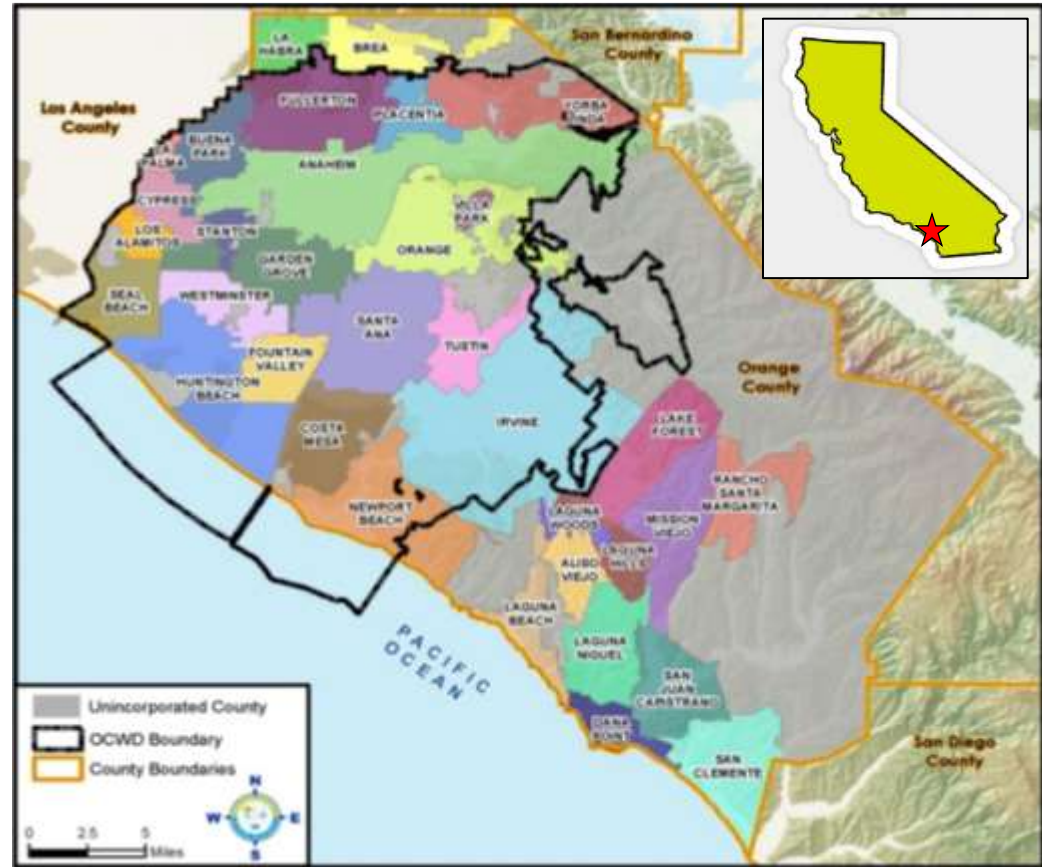 LA
HABRA
BREA
San Bernardino
County
Los Angeles
County
FULLERTON
PLACENTIA
YORBA
LINDA
BUENA
PARK
LA
PALMA
ANAHEIM
CYPRESS
VILLA
PARK
LOS
ALAMITOS
STANTON
ORANGE
GARDEN
GROVE
SEAL
BEACH
WESTMINSTER
SANTA
ANA
TUSTIN
FOUNTAIN
VALLEY
Orange
County
HUNTINGTON
BEACH
COSTA
MESA
IRVINE
LAKE
FOREST
RANCHO
SANTA
MARGARITA
NEWPORT
BEACH
LAGUNA
WOODS
MISSION
VIEJO
LAGUNA
HILLS
ALISO
VIEJO
LAGUNA
BEACH
PACIFIC
OCEAN
LAGUNA
NIGUEL
SAN
JUAN
CAPISTRANO
DANA
POINT
SAN
CLEMENTE
San Diego
County
Unincorporated County
OCWD Boundary
County Boundaries
N
W
E
S
0 2.5 5
Miles